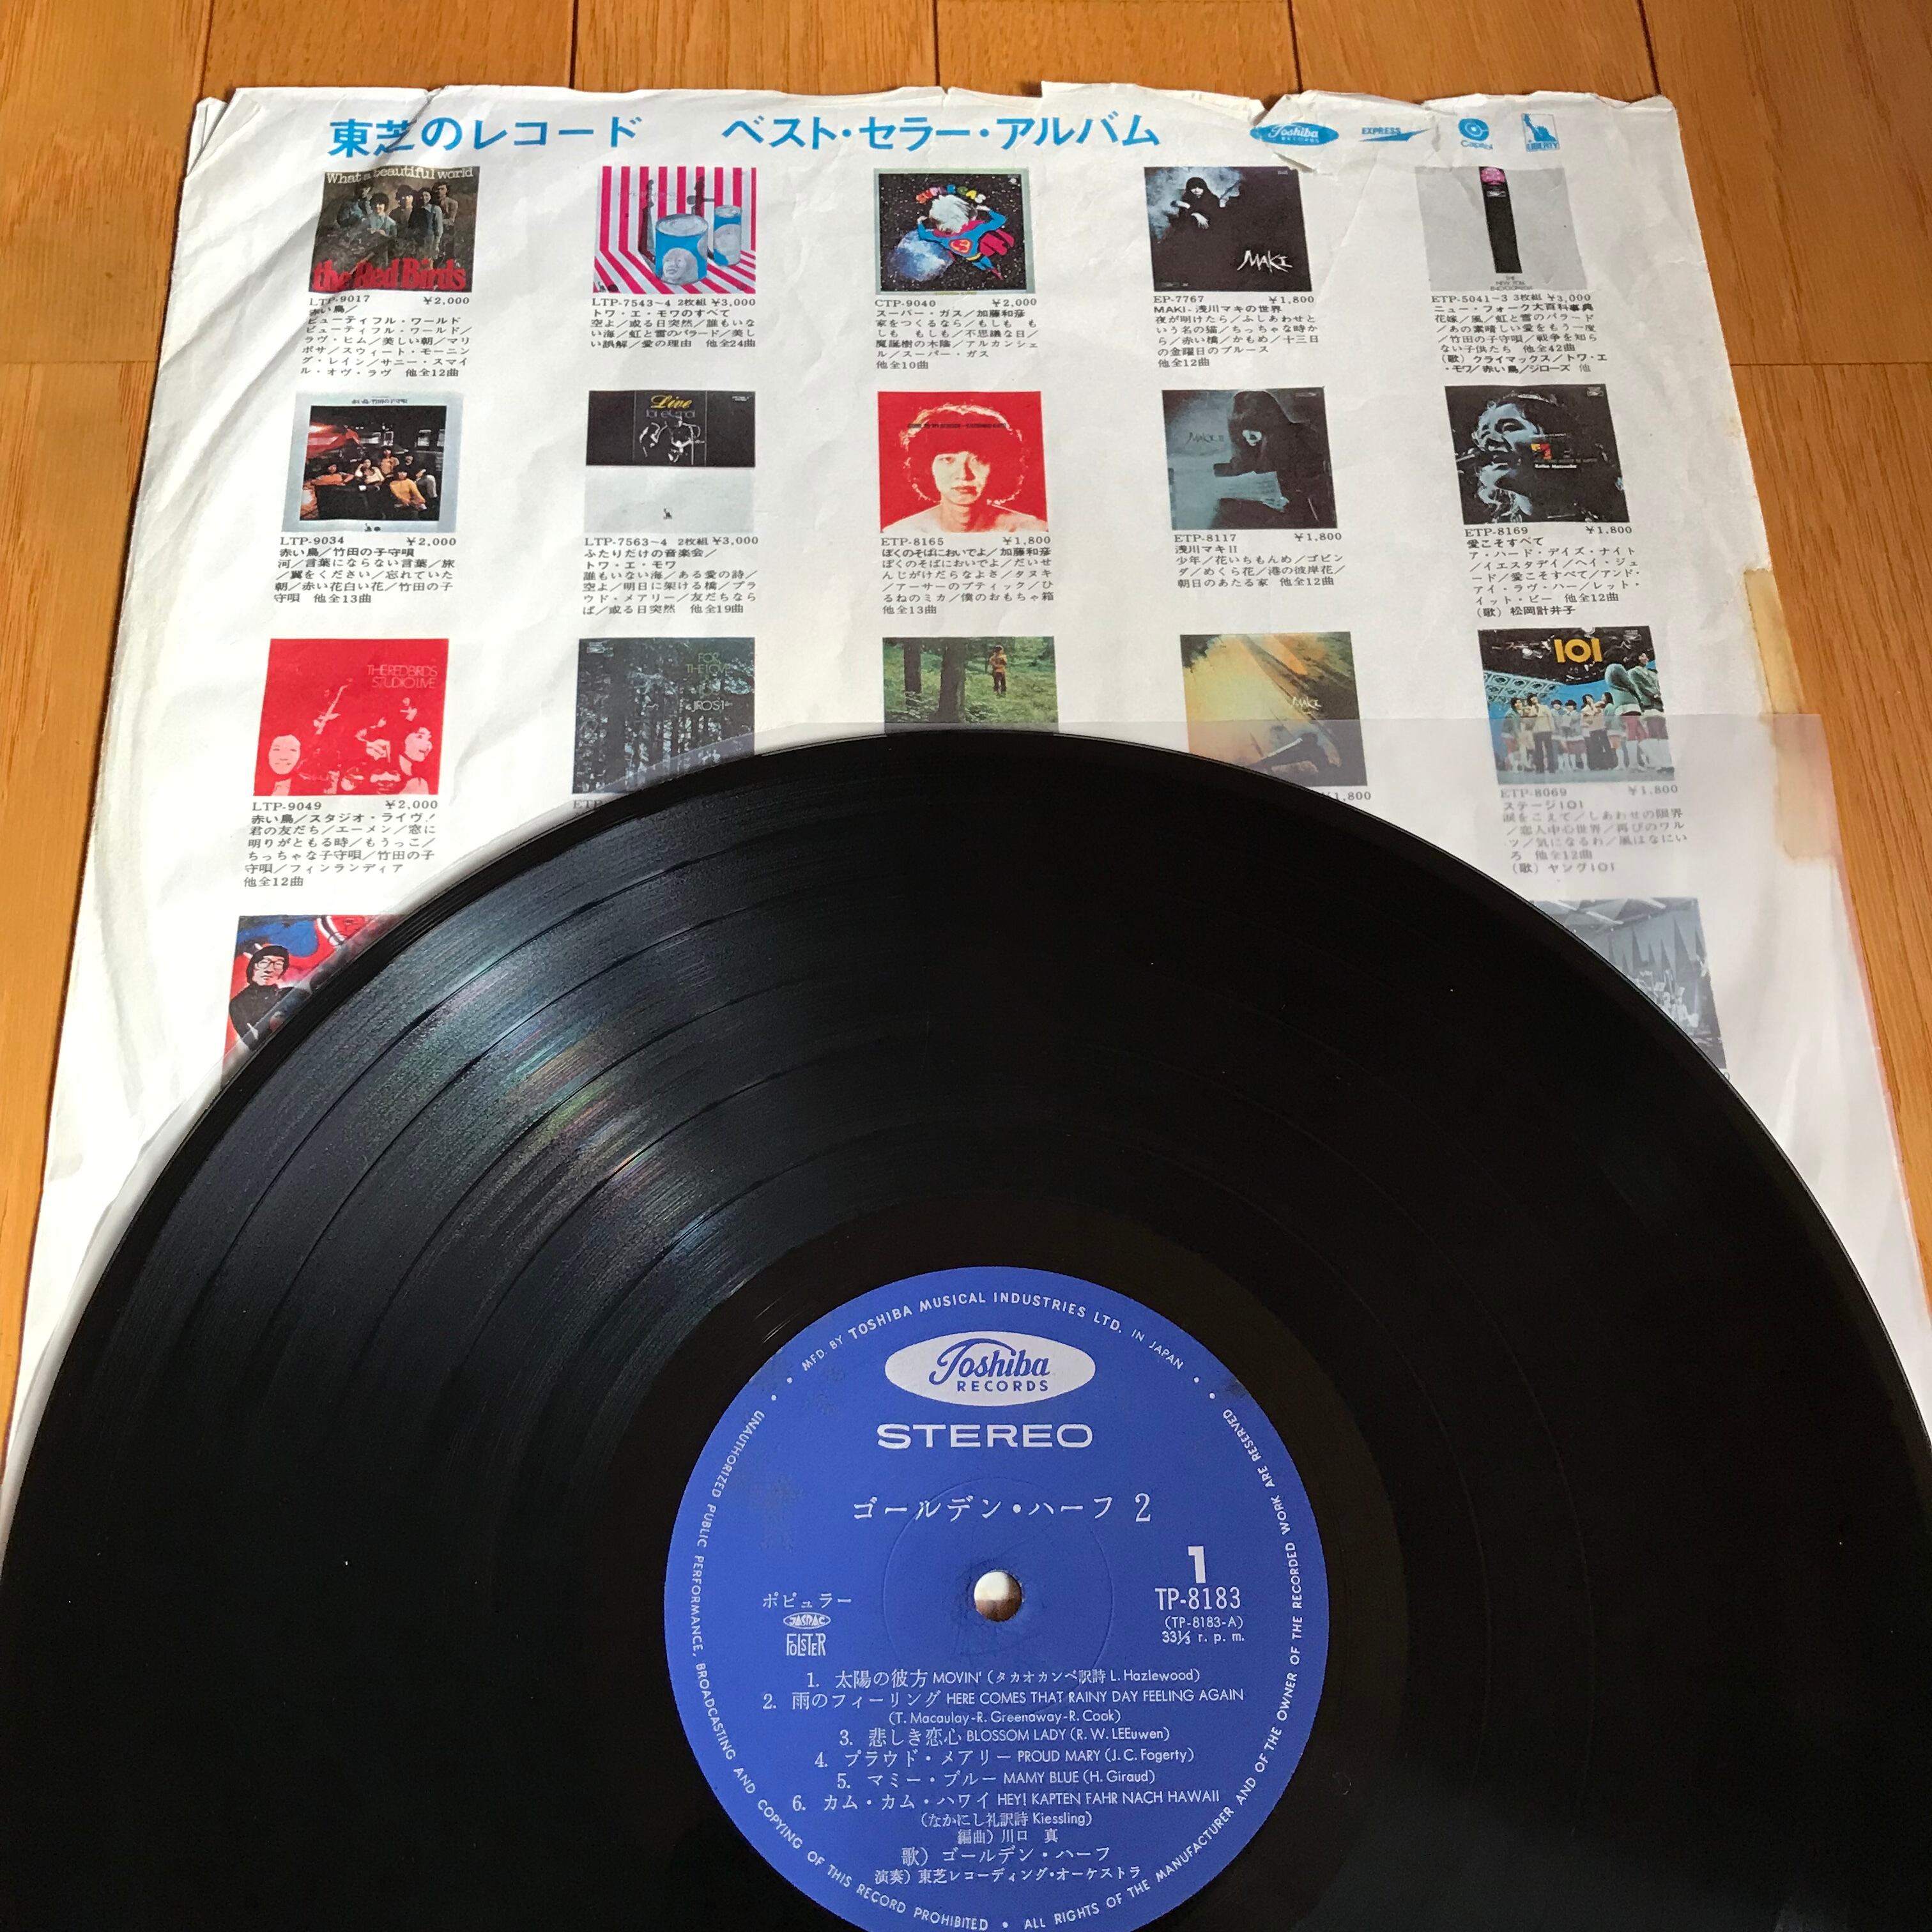 東芝のレコード ベスト・セラー・アルバム
Toshiba RECORDS
EXPRESS
Capitol
LIBERTY
What a beautiful world
the Red Birds
LTP-9017 ¥2,000
赤い鳥/
ビューティフル・ワールド
ビューティフル・ワールド/
ラヴ・ヒム/美しい朝/マリ
ポサ/スウィート・モーニン
グ・レイン/サニー・スマイ
ル・オヴ・ラヴ 他全12曲
LTP-7543~4 2枚組 ¥3,000
トワ・エ・モワのすべて
空よ/或る日突然/誰もいな
い海/虹と雪のバラード/美し
い誤解/愛の理由 他全24曲
CTP-9040 ¥2,000
スーパー・ガス/加藤和彦
家をつくるなら/もしも も
しも もしも/不思議な日/
魔誕樹の木陰/アルカンシェ
ル/スーパー・ガス
他全10曲
MAKI
EP-7767 ¥1,800
MAKI-浅川マキの世界
夜が明けたら/ふしあわせと
いう名の猫/ちっちゃな時か
ら/赤い橋/かもめ/十三日
の金曜日のブルース
他全12曲
ETP-5041~3 3枚組 ¥3,000
ニュー・フォーク大百科事典
花嫁/風/虹と雪のバラード
/あの素晴しい愛をもう一度
/竹田の子守唄/戦争を知ら
ない子供たち 他全42曲
(歌)クライマックス/トワ・エ
・モワ/赤い鳥/ジローズ 他
LTP-9034 ¥2,000
赤い鳥/竹田の子守唄
河/言葉にならない言葉/旅
/翼をください/忘れていた
朝/赤い花白い花/竹田の子
守唄 他全13曲
Live
toi et moi
LTP-7563~4 2枚組 ¥3,000
ふたりだけの音楽会/
トワ・エ・モワ
誰もいない海/ある愛の詩/
空よ/明日に架ける橋/プラ
ウド・メアリー/友だちなら
ば/或る日突然 他全19曲
ETP-8165 ¥1,800
ぼくのそばにおいでよ/加藤和彦
ぼくのそばにおいでよ/だいせ
んじがけだらなよさ/タヌキ
/アーサーのブティック/ひ
るねのミカ/僕のおもちゃ箱
他全13曲
MAKI II
ETP-8117 ¥1,800
浅川マキII
少年/花いちもんめ/ゴビン
ダ/めくら花/港の彼岸花/
朝日のあたる家 他全12曲
ETP-8169 ¥1,800
愛こそすべて
ア・ハード・デイズ・ナイト
/イエスタデイ/ヘイ・ジュ
ード/愛こそすべて/アンド・
アイ・ラヴ・ハー/レット・
イット・ビー 他全12曲
(歌)松岡計井子
THE RED BIRDS
STUDIO LIVE
LTP-9049 ¥2,000
赤い鳥/スタジオ・ライヴ!
君の友だち/エーメン/窓に
明りがともる時/もうっこ/
ちっちゃな子守唄/竹田の子
守唄/フィンランディア
他全12曲
FOR
THE LOVE
JIROS
ETP-
MAKI
¥1,800
101
ETP-8069 ¥1,800
ステージ101
涙をこえて/しあわせの限界
/恋人中心世界/再びのワル
ツ/気になるわ/風はなにい
ろ 他全12曲
(歌)ヤング101
MFD. BY TOSHIBA MUSICAL INDUSTRIES LTD. IN JAPAN
Toshiba
RECORDS
STEREO
ゴールデン・ハーフ 2
1
TP-8183
(TP-8183-A)
33⅓ r. p. m.
ポピュラー
JASRAC
FOLSTER
1. 太陽の彼方 MOVIN' (タカオカンベ訳詩 L. Hazlewood)
2. 雨のフィーリング HERE COMES THAT RAINY DAY FEELING AGAIN
(T. Macaulay-R. Greenaway-R. Cook)
3. 悲しき恋心 BLOSSOM LADY (R. W. LEEuwen)
4. プラウド・メアリー PROUD MARY (J. C. Fogerty)
5. マミー・ブルー MAMY BLUE (H. Giraud)
6. カム・カム・ハワイ HEY! KAPTEN FAHR NACH HAWAII
(なかにし礼訳詩 Kiessling)
編曲) 川口 真
歌) ゴールデン・ハーフ
演奏) 東芝レコーディング・オーケストラ
UNAUTHORIZED PUBLIC PERFORMANCE, BROADCASTING AND COPYING OF THIS RECORD PROHIBITED • ALL RIGHTS OF THE MANUFACTURER AND OF THE OWNER OF THE RECORDED WORK ARE RESERVED